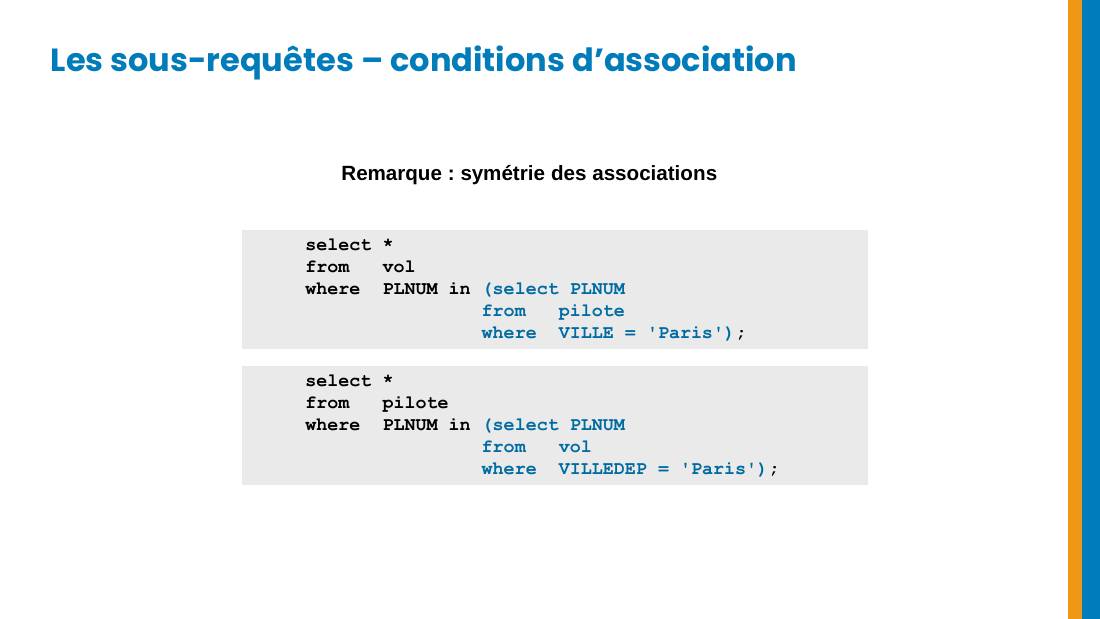 Les sous-requêtes – conditions d’association
Remarque : symétrie des associations
select *
from   vol
where  PLNUM in (select PLNUM
                from   pilote
                where  VILLE = 'Paris');
select *
from   pilote
where  PLNUM in (select PLNUM
                from   vol
                where  VILLEDEP = 'Paris');